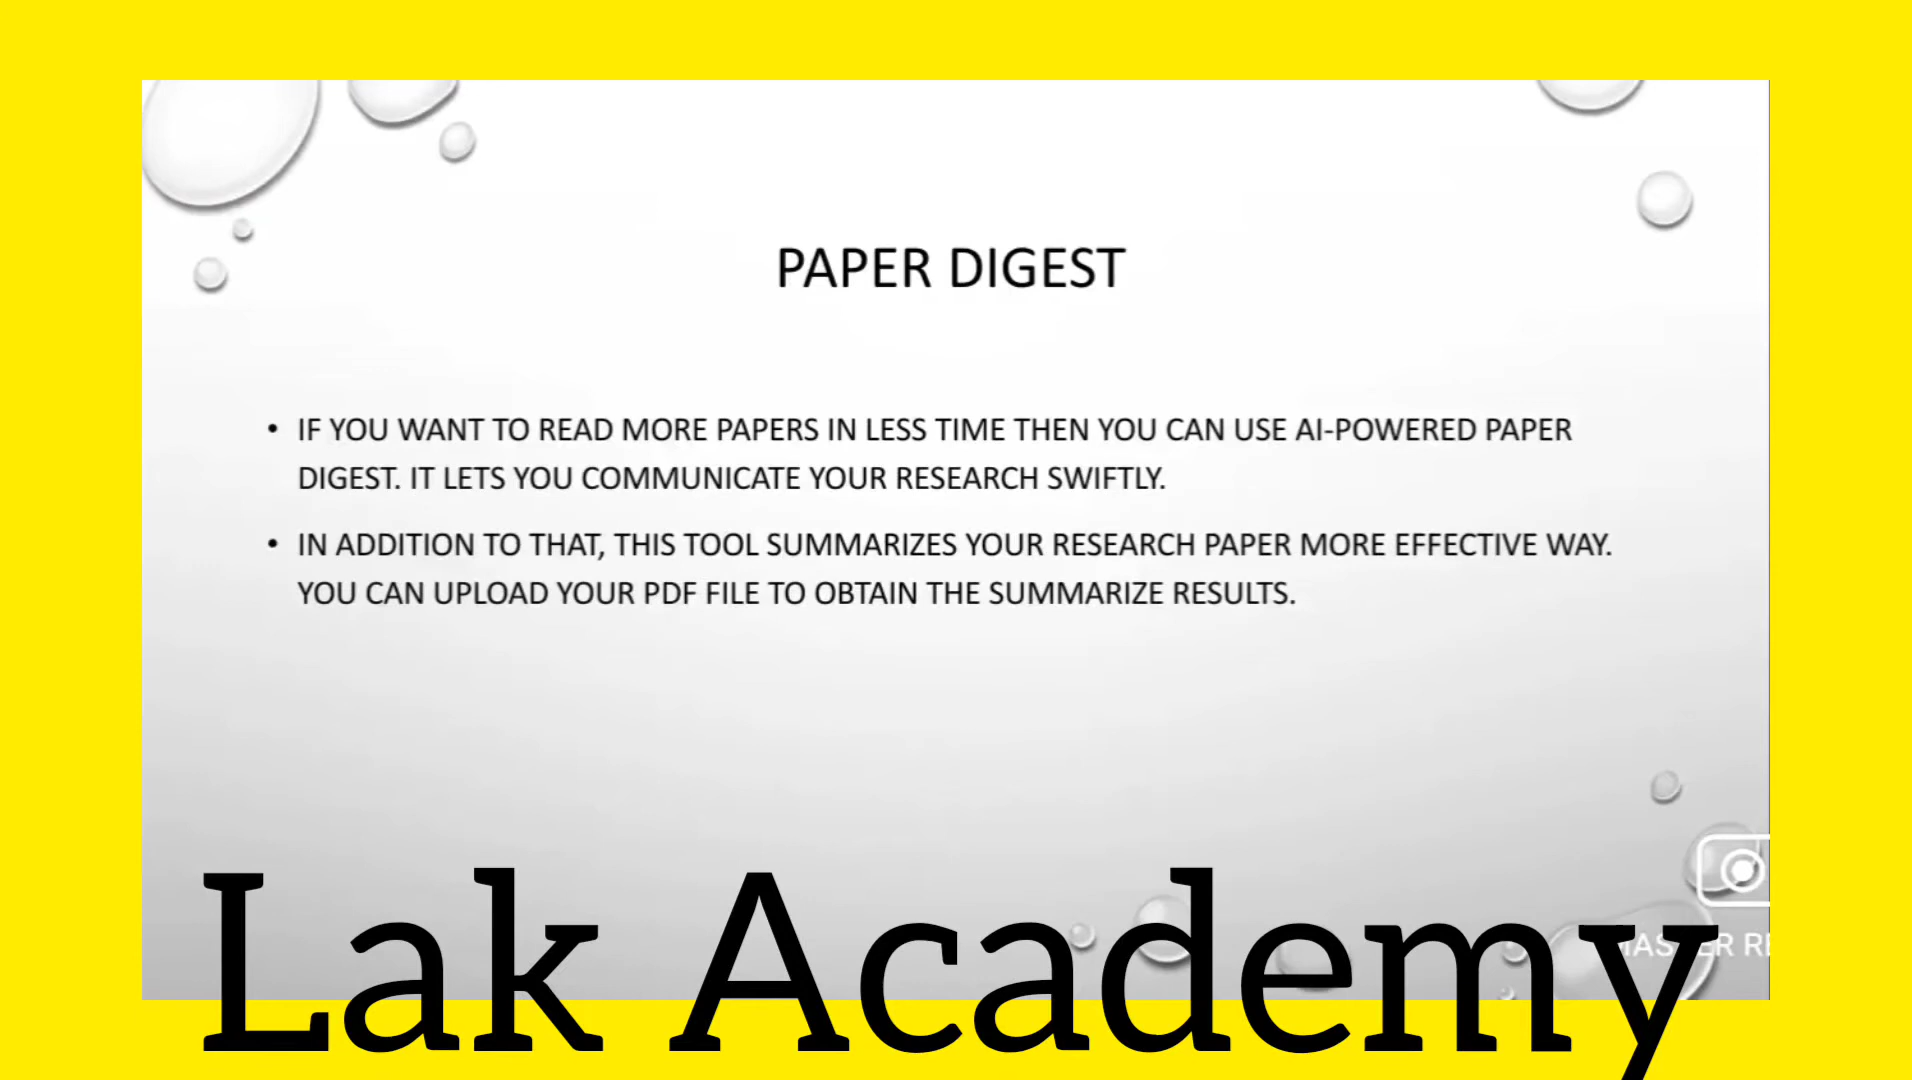 PAPER DIGEST
• IF YOU WANT TO READ MORE PAPERS IN LESS TIME THEN YOU CAN USE AI-POWERED PAPER
DIGEST. IT LETS YOU COMMUNICATE YOUR RESEARCH SWIFTLY.
• IN ADDITION TO THAT, THIS TOOL SUMMARIZES YOUR RESEARCH PAPER MORE EFFECTIVE WAY.
YOU CAN UPLOAD YOUR PDF FILE TO OBTAIN THE SUMMARIZE RESULTS.
Lak Academy